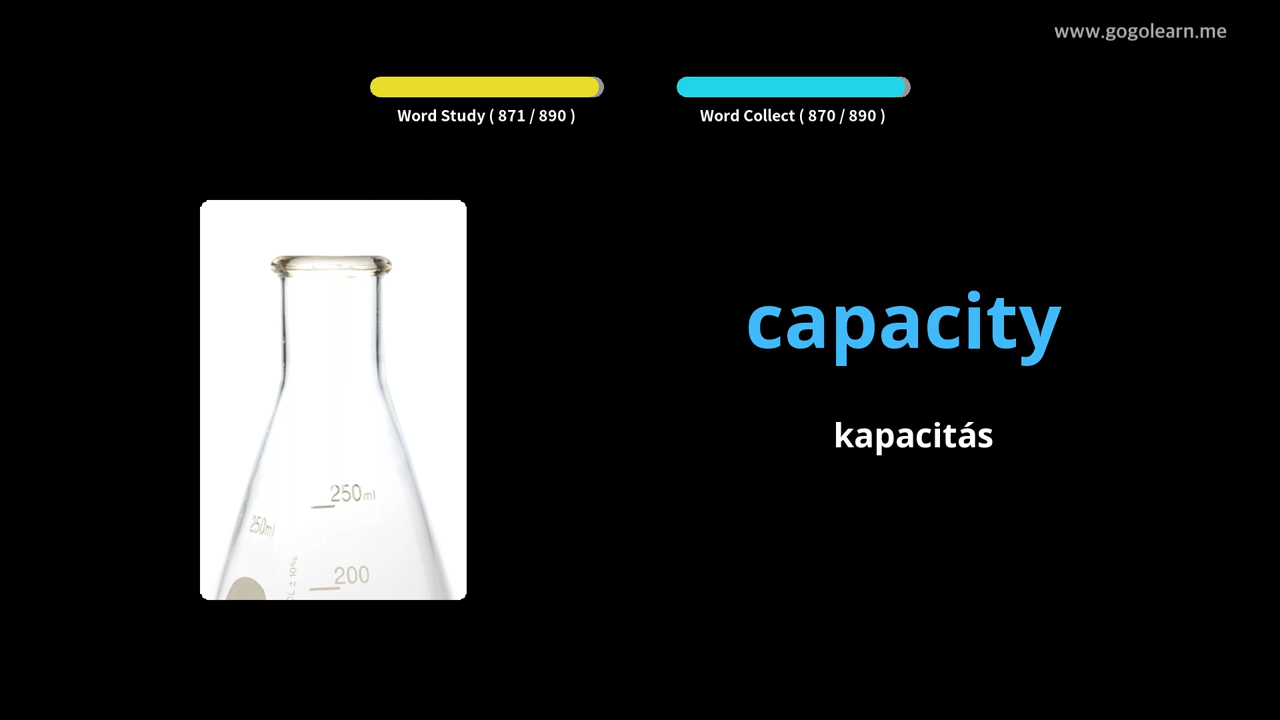 www.gogolearn.me
Word Study ( 871 / 890 )
Word Collect ( 870 / 890 )
capacity
kapacitás
250ml
250ml
200